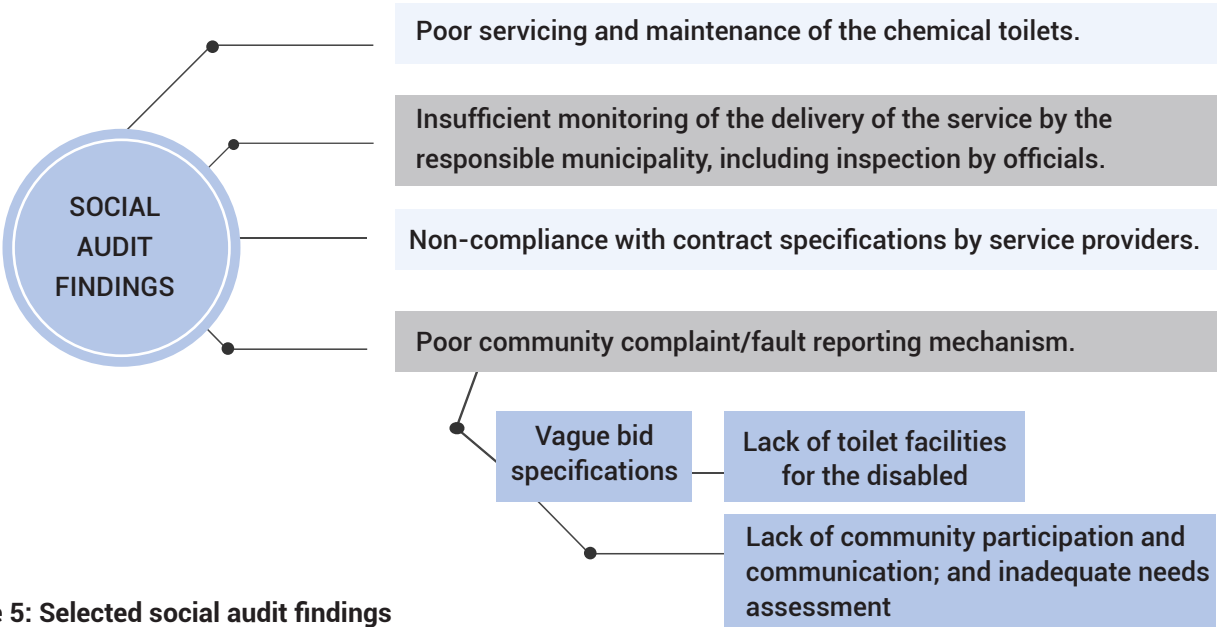 Poor servicing and maintenance of the chemical toilets.
Insufficient monitoring of the delivery of the service by the
responsible municipality, including inspection by officials.
SOCIAL
AUDIT
FINDINGS
Non-compliance with contract specifications by service providers.
Poor community complaint/fault reporting mechanism.
Vague bid
specifications
Lack of toilet facilities
for the disabled
Lack of community participation and
communication; and inadequate needs
assessment
5: Selected social audit findings